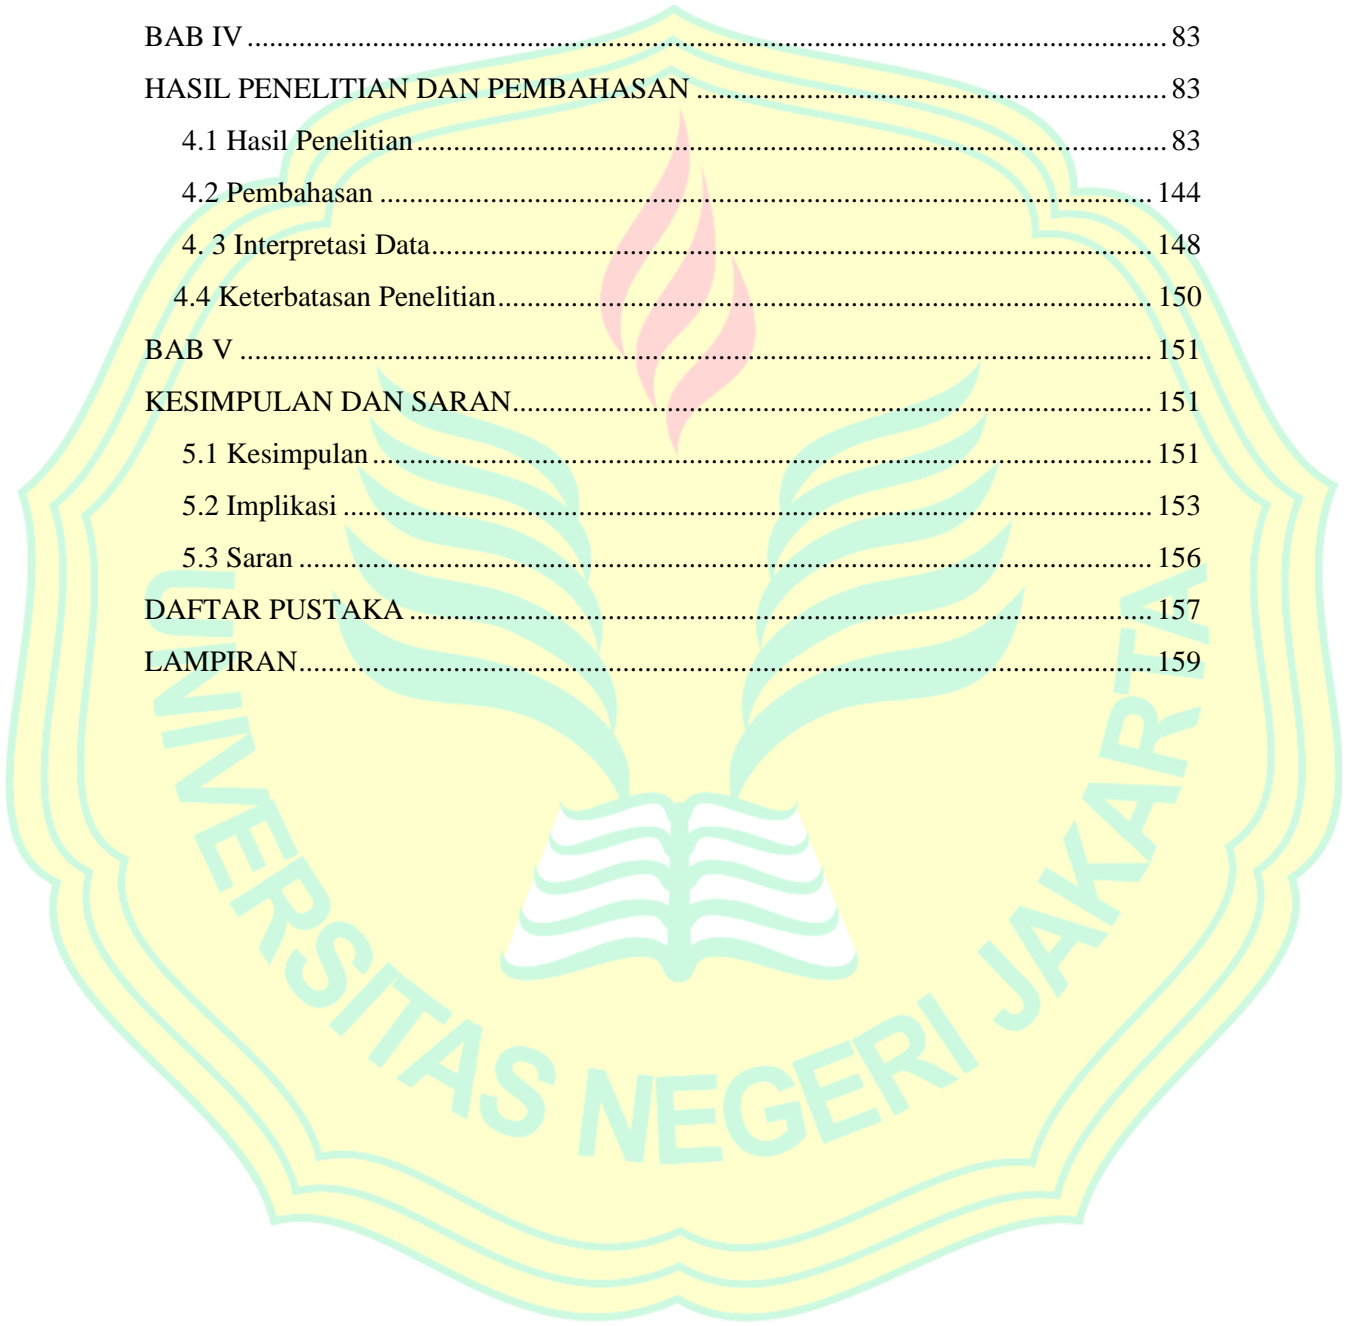 BAB IV ........................................................................................................................... 83
HASIL PENELITIAN DAN PEMBAHASAN ............................................................... 83
4.1 Hasil Penelitian ..................................................................................................... 83
4.2 Pembahasan ........................................................................................................ 144
4. 3 Interpretasi Data ................................................................................................. 148
4.4 Keterbatasan Penelitian ........................................................................................ 150
BAB V .......................................................................................................................... 151
KESIMPULAN DAN SARAN ...................................................................................... 151
5.1 Kesimpulan ......................................................................................................... 151
5.2 Implikasi ............................................................................................................. 153
5.3 Saran ................................................................................................................... 156
DAFTAR PUSTAKA .................................................................................................... 157
LAMPIRAN .................................................................................................................. 159
UNIVERSITAS NEGERI JAKARTA